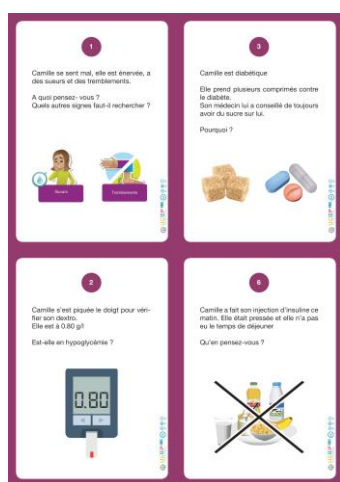 1
Camille se sent mal, elle est énervée, a
des sueurs et des tremblements.
A quoi pensez- vous ?
Quels autres signes faut-il rechercher ?
Sueurs
Tremblements
3
Camille est diabétique
Elle prend plusieurs comprimés contre
le diabète.
Son médecin lui a conseillé de toujours
avoir du sucre sur lui.
Pourquoi ?
2
Camille s'est piquée le doigt pour véri-
fier son dextro.
Elle est à 0.80 g/l
Est-elle en hypoglyőmie ?
0.80
6
Camille a fait son injection d'insuline ce
matin. Elle était pressée et elle n'a pas
eu le temps de déjeuner
Qu'en pensez-vous ?